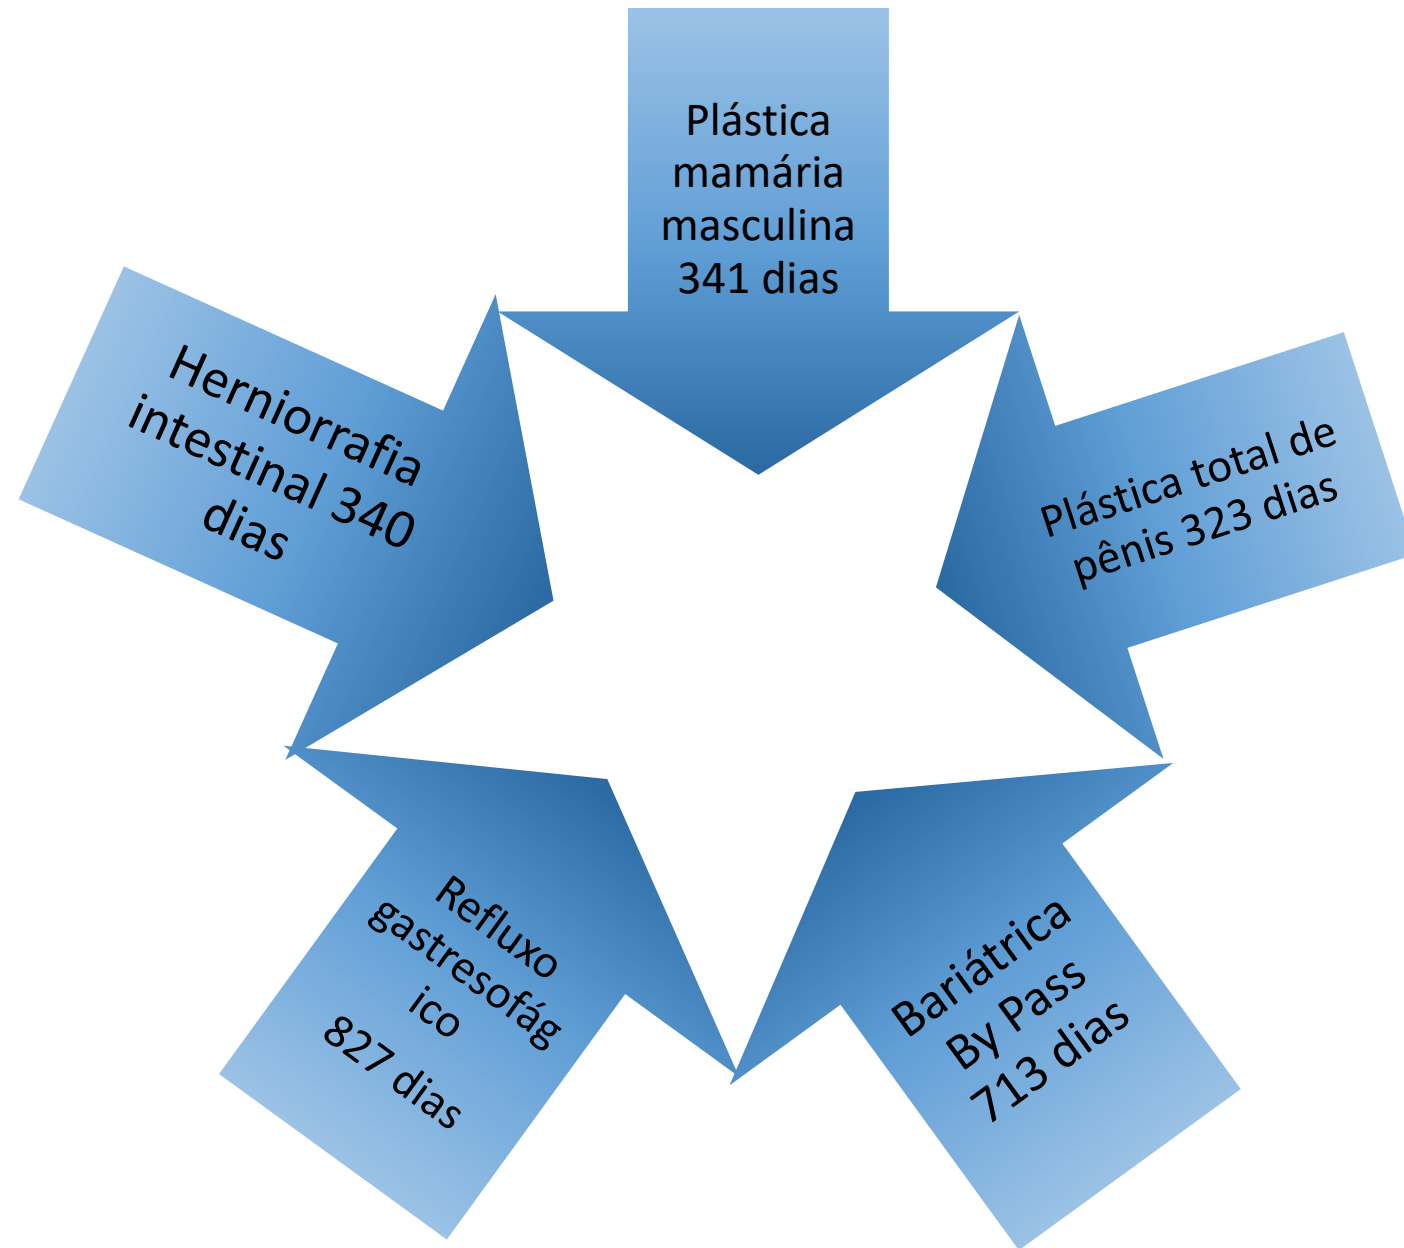 Plástica
mamária
masculina
341 dias
Plástica total de
pênis 323 dias
Bariátrica
By Pass
713 dias
Refluxo
gastresofág
ico
827 dias
Herniorrafia
intestinal 340
dias